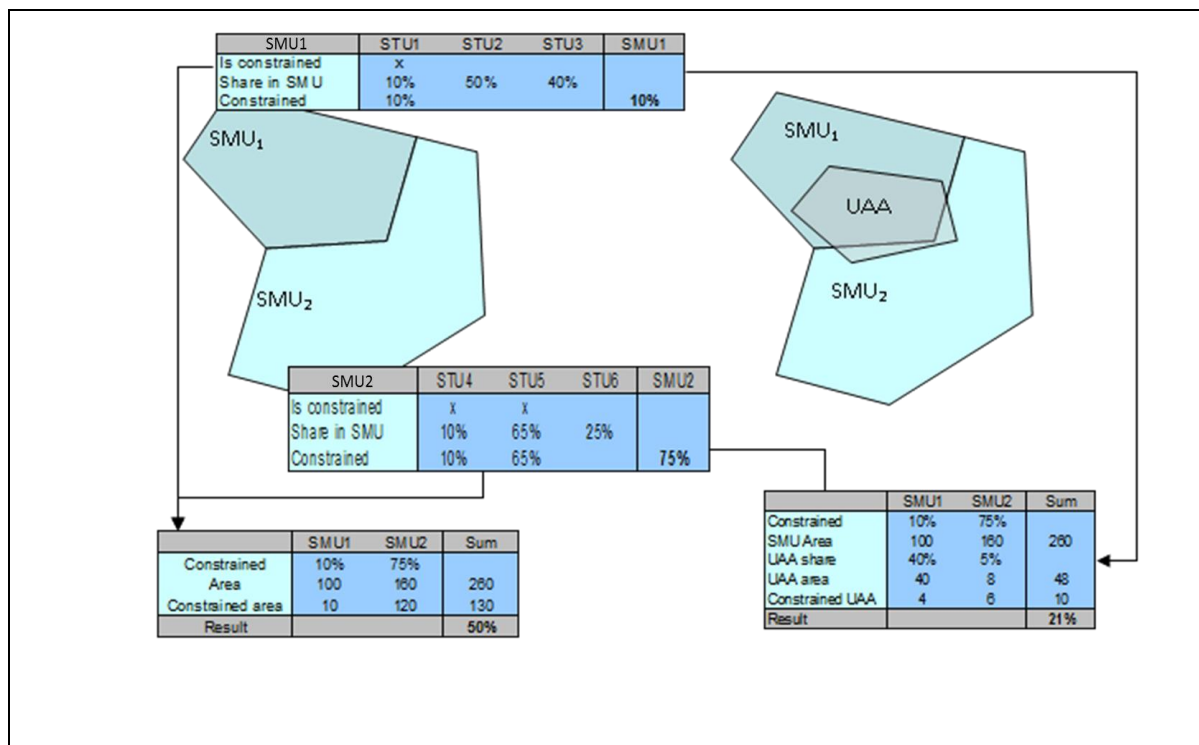 SMU1 STU1 STU2 STU3 SMU1
Is constrained x
Share in SMU 10% 50% 40%
Constrained 10% 10%
SMU₁
SMU₂
SMU₁
UAA
SMU₂
SMU2 STU4 STU5 STU6 SMU2
Is constrained x x
Share in SMU 10% 65% 25%
Constrained 10% 65% 75%
SMU1 SMU2 Sum
Constrained 10% 75%
Area 100 160 260
Constrained area 10 120 130
Result 50%
SMU1 SMU2 Sum
Constrained 10% 75%
SMU Area 100 160 260
UAA share 40% 5%
UAA area 40 8 48
Constrained UAA 4 6 10
Result 21%